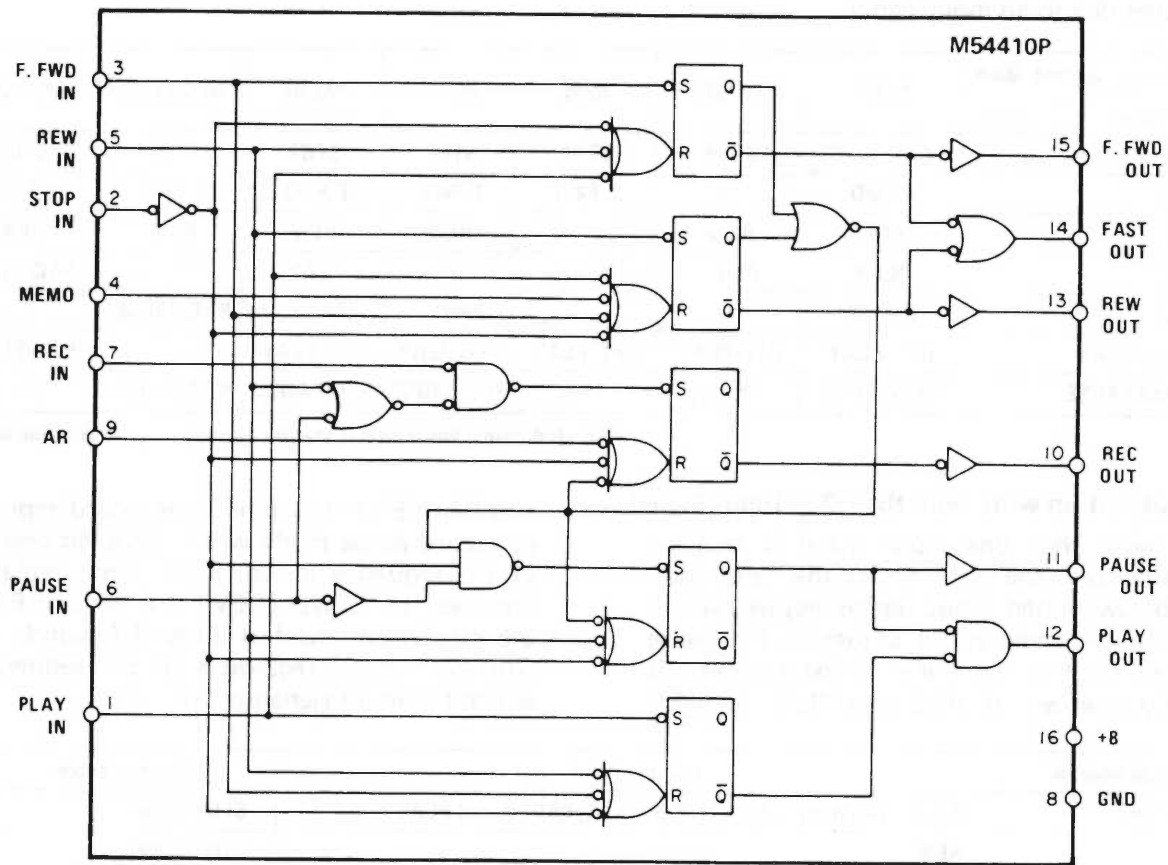 M54410P
F. FWD
IN
3
REW
IN
5
STOP
IN
2
MEMO
4
REC
IN
7
AR
9
PAUSE
IN
6
PLAY
IN
S Q
R Q̅
S Q
R Q̅
S Q
R Q̅
S Q
R Q̅
S Q
R Q̅
15 F. FWD
OUT
14 FAST
OUT
13 REW
OUT
10 REC
OUT
11 PAUSE
OUT
12 PLAY
OUT
16 +B
8 GND